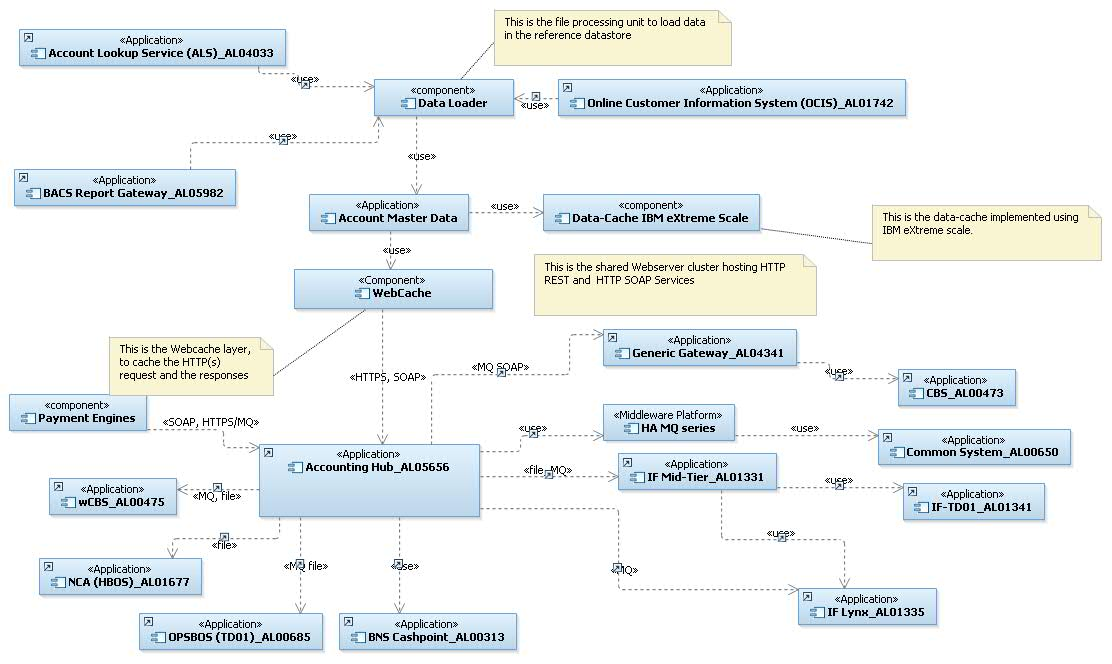 This is the file processing unit to load data
in the reference datastore
«Application»
Account Lookup Service (ALS)_AL04033
«use»
«component»
Data Loader
«use»
«Application»
Online Customer Information System (OCIS)_AL01742
«use»
«use»
«Application»
BACS Report Gateway_AL05982
«Application»
Account Master Data
«use»
«component»
Data-Cache IBM eXtreme Scale
This is the data-cache implemented using
IBM eXtreme scale.
«use»
This is the shared Webserver cluster hosting HTTP
REST and HTTP SOAP Services
«Component»
WebCache
This is the Webcache layer,
to cache the HTTP(s)
request and the responses
«HTTPS, SOAP»
«MQ SOAP»
«Application»
Generic Gateway_AL04341
«use»
«Application»
CBS_AL00473
«component»
Payment Engines
«SOAP, HTTPS/MQ»
«Application»
Accounting Hub_AL05656
«use»
«Middleware Platform»
HA MQ series
«use»
«Application»
Common System_AL00650
«file, MQ»
«Application»
IF Mid-Tier_AL01331
«use»
«Application»
IF-TD01_AL01341
«use»
«MQ, file»
«Application»
wCBS_AL00475
«file»
«Application»
NCA (HBOS)_AL01677
«MQ file»
«Application»
OPSBOS (TD01)_AL00685
«use»
«Application»
BNS Cashpoint_AL00313
«MQ»
«Application»
IF Lynx_AL01335